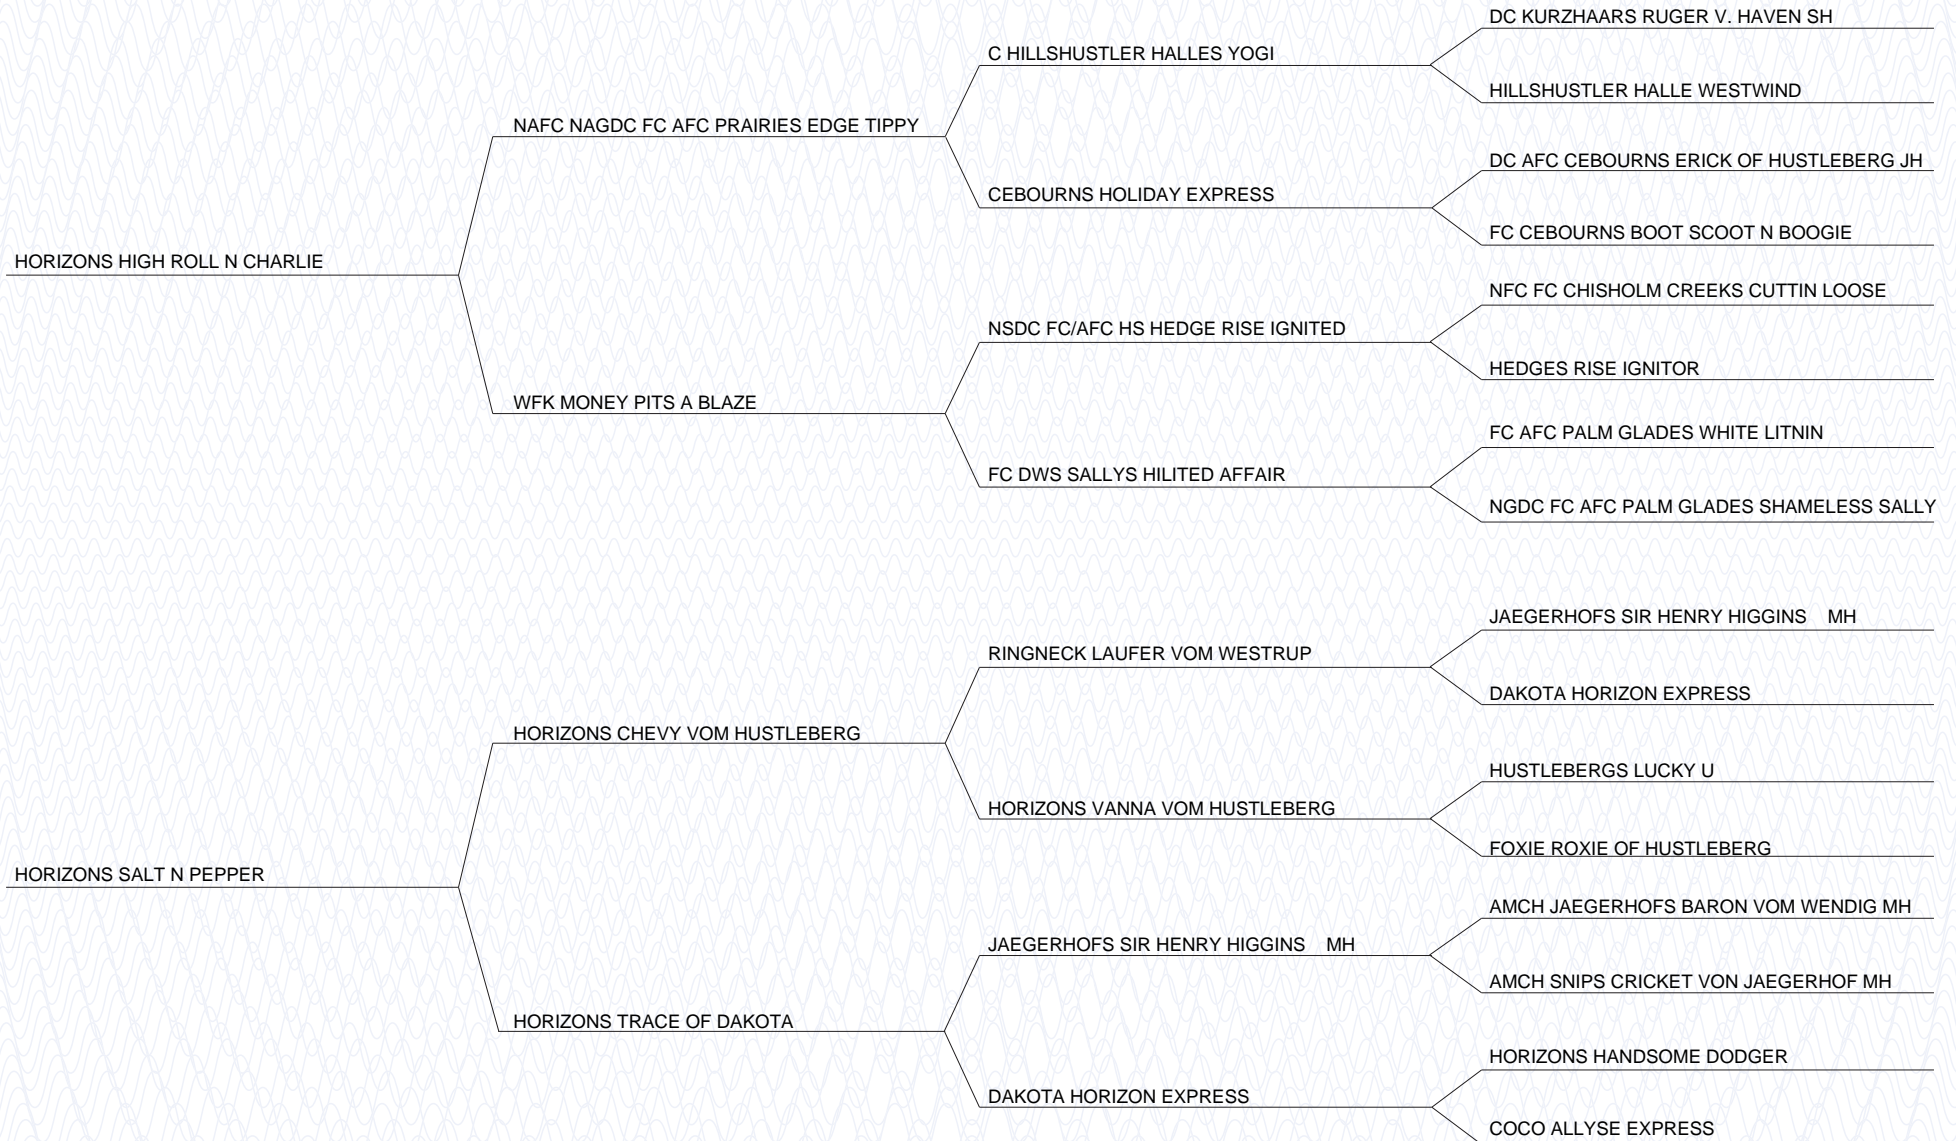 DC KURZHAARS RUGER V. HAVEN SH
C HILLSHUSTLER HALLES YOGI
HILLSHUSTLER HALLE WESTWIND
NAFC NAGDC FC AFC PRAIRIES EDGE TIPPY
DC AFC CEBOURNS ERICK OF HUSTLEBERG JH
CEBOURNS HOLIDAY EXPRESS
FC CEBOURNS BOOT SCOOT N BOOGIE
HORIZONS HIGH ROLL N CHARLIE
NFC FC CHISHOLM CREEKS CUTTIN LOOSE
NSDC FC/AFC HS HEDGE RISE IGNITED
HEDGES RISE IGNITOR
WFK MONEY PITS A BLAZE
FC AFC PALM GLADES WHITE LITNIN
FC DWS SALLYS HILITED AFFAIR
NGDC FC AFC PALM GLADES SHAMELESS SALLY
JAEGERHOFS SIR HENRY HIGGINS MH
RINGNECK LAUFER VOM WESTRUP
DAKOTA HORIZON EXPRESS
HORIZONS CHEVY VOM HUSTLEBERG
HUSTLEBERGS LUCKY U
HORIZONS VANNA VOM HUSTLEBERG
FOXIE ROXIE OF HUSTLEBERG
HORIZONS SALT N PEPPER
AMCH JAEGERHOFS BARON VOM WENDIG MH
JAEGERHOFS SIR HENRY HIGGINS MH
AMCH SNIPS CRICKET VON JAEGERHOF MH
HORIZONS TRACE OF DAKOTA
HORIZONS HANDSOME DODGER
DAKOTA HORIZON EXPRESS
COCO ALLYSE EXPRESS